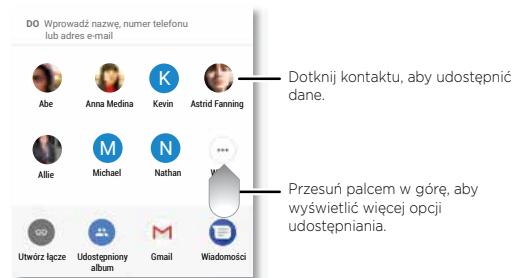 DO Wprowadź nazwę, numer telefonu
lub adres e-mail
Abe
Anna Medina
Kevin
Astrid Fanning
K
Dotknij kontaktu, aby udostępnić
dane.
M
N
Allie
Michael
Nathan
Przesuń palcem w górę, aby
wyświetlić więcej opcji
udostępniania.
Utwórz łącze
Udostępniony
album
Gmail
Wiadomości